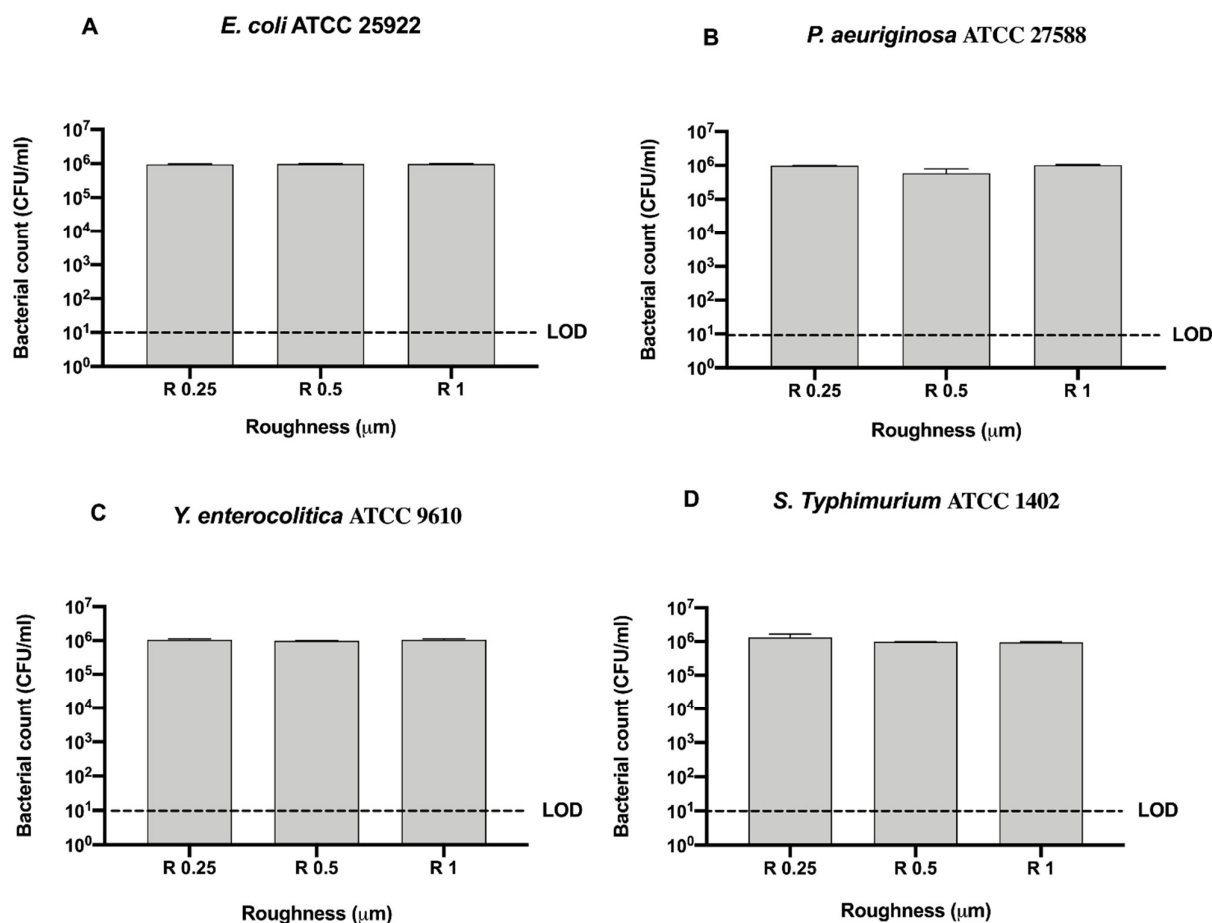 A
E. coli ATCC 25922
Bacterial count (CFU/ml)
10⁷
10⁶
10⁵
10⁴
10³
10²
10¹
10⁰
LOD
R 0.25 R 0.5 R 1
Roughness (μm)
B
P. aeuriginosa ATCC 27588
Bacterial count (CFU/ml)
10⁷
10⁶
10⁵
10⁴
10³
10²
10¹
10⁰
LOD
R 0.25 R 0.5 R 1
Roughness (μm)
C
Y. enterocolitica ATCC 9610
Bacterial count (CFU/ml)
10⁷
10⁶
10⁵
10⁴
10³
10²
10¹
10⁰
LOD
R 0.25 R 0.5 R 1
Roughness (μm)
D
S. Typhimurium ATCC 1402
Bacterial count (CFU/ml)
10⁷
10⁶
10⁵
10⁴
10³
10²
10¹
10⁰
LOD
R 0.25 R 0.5 R 1
Roughness (μm)